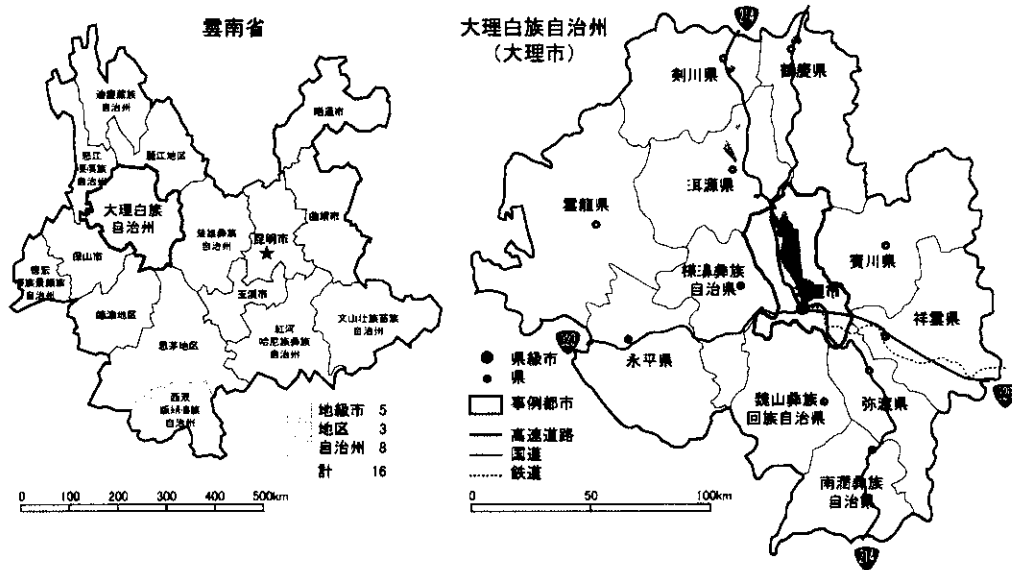 雲南省
迪慶蔵族
自治州
怒江
傈僳族
自治州
麗江地区
昭通市
大理白族
自治州
楚雄彝族
自治州
昆明市
曲靖市
保山市
徳宏
傣族景頗族
自治州
臨滄地区
玉渓市
思茅地区
紅河
哈尼族彝族
自治州
文山壮族苗族
自治州
西双
版納傣族
自治州
地級市 5
地区 3
自治州 8
計 16
0 100 200 300 400 500km
大理白族自治州
(大理市)
214
剣川県
鶴慶県
洱源県
雲龍県
賓川県
漾濞彝族
自治県
祥雲県
320
永平県
巍山彝族
回族自治県
弥渡県
南澗彝族
自治県
214
県級市
県
事例都市
高速道路
国道
鉄道
0 50 100km